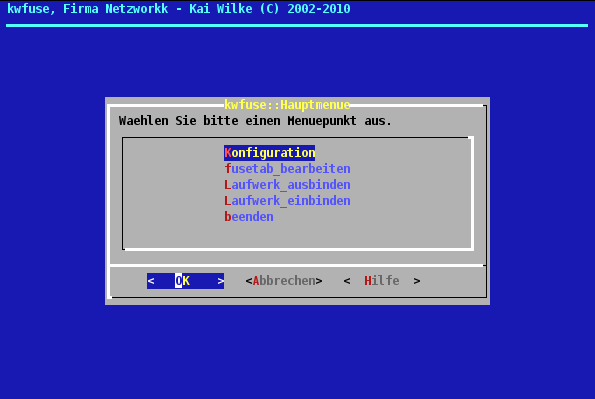 kwfuse, Firma Networkk - Kai Wilke (C) 2002-2010
kwfuse::Hauptmenue
Waehlen Sie bitte einen Menuepunkt aus.
Konfiguration
fusetab_bearbeiten
Laufwerk_ausbinden
Laufwerk_einbinden
beenden
< OK > <Abbrechen> < Hilfe >